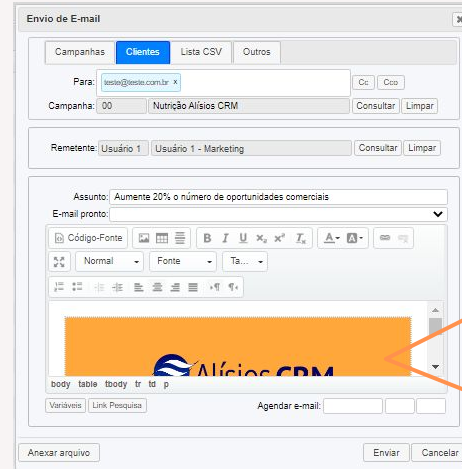 Envio de E-mail
Campanhas Clientes Lista CSV Outros
Para: teste@teste.com.br x Cc Cco
Campanha: 00 Nutrição Alísios CRM Consultar Limpar
Remetente: Usuário 1 Usuário 1 - Marketing Consultar Limpar
Assunto: Aumente 20% o número de oportunidades comerciais
E-mail pronto:
Código-Fonte B I U x₂ x² Tx A A
Normal Fonte Ta...
Alísios CRM
body table tbody tr td p
Variáveis Link Pesquisa Agendar e-mail:
Anexar arquivo Enviar Cancelar